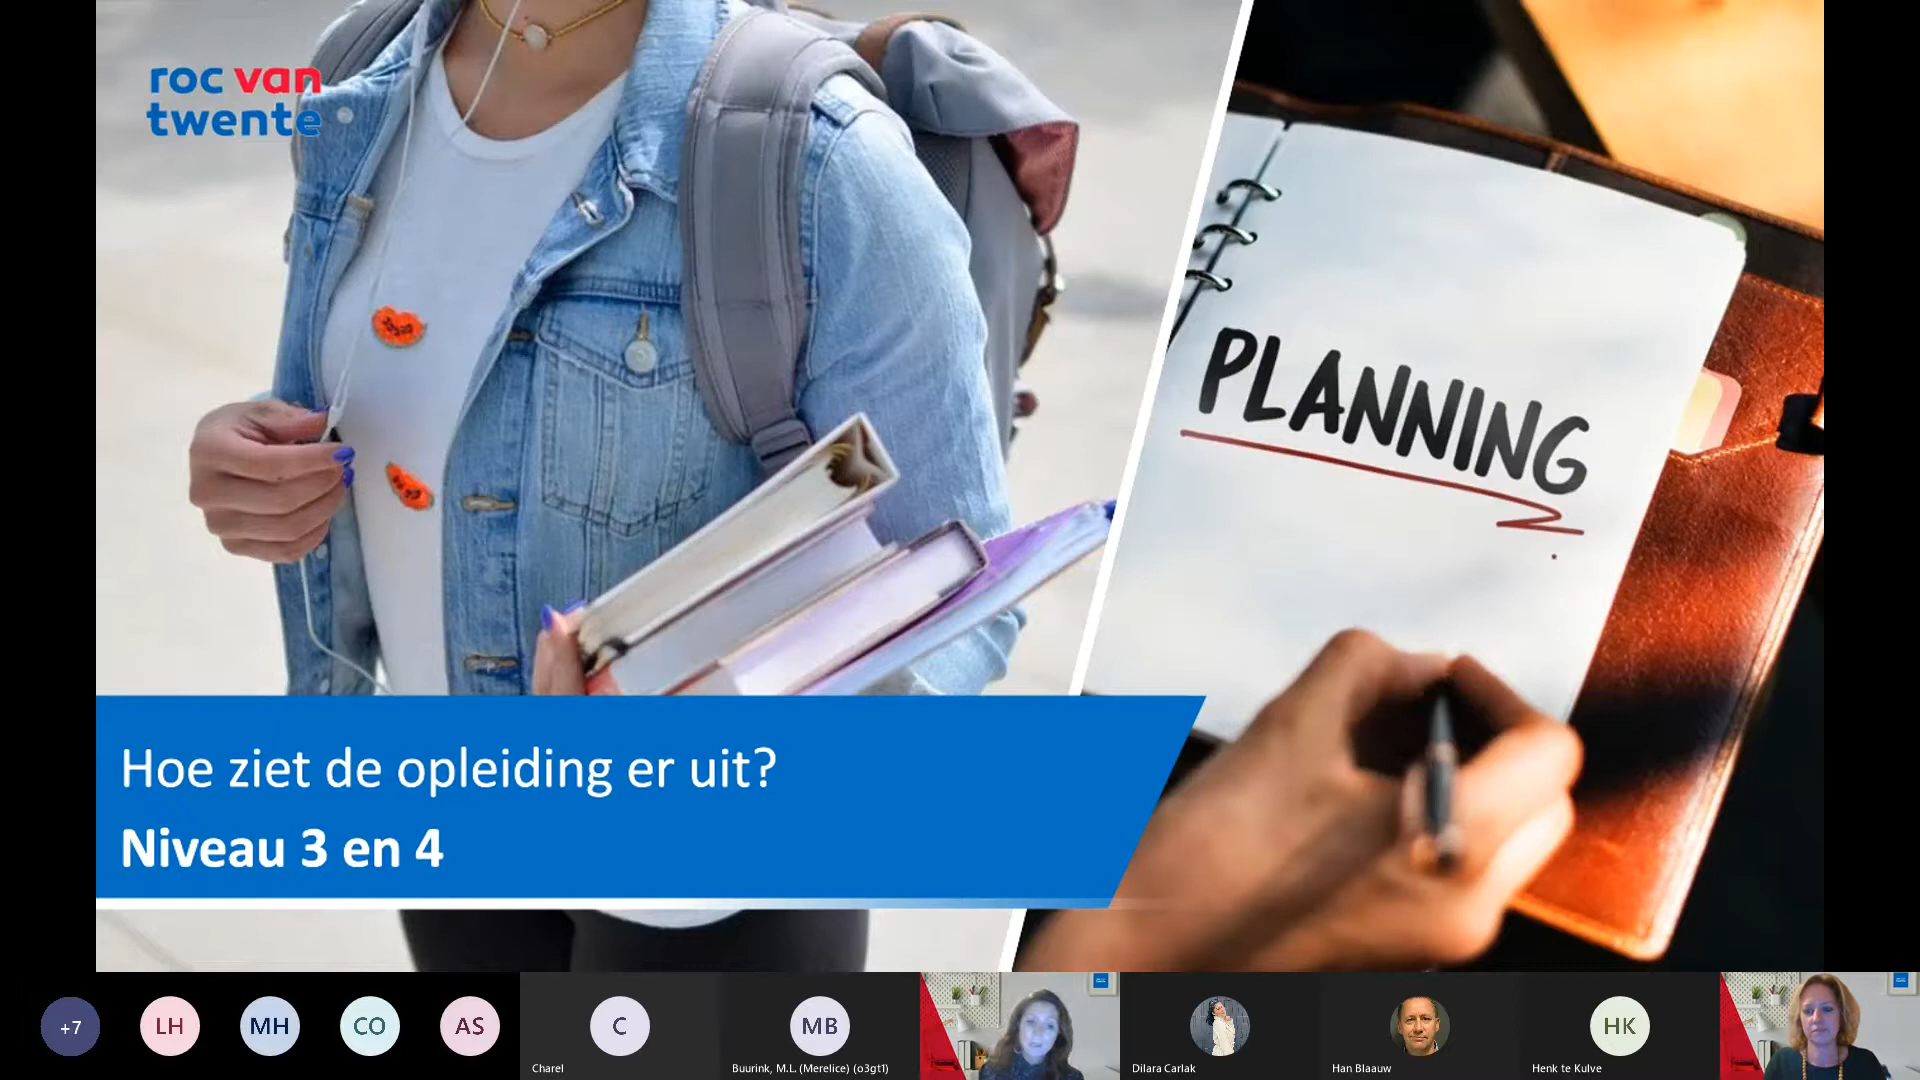 roc van
twente
PLANNING
Hoe ziet de opleiding er uit?
Niveau 3 en 4
+7
LH
MH
CO
AS
C
Charel
MB
Buurink, M.L. (Merelice) (o3gt1)
Dilara Carlak
Han Blaauw
HK
Henk te Kulve